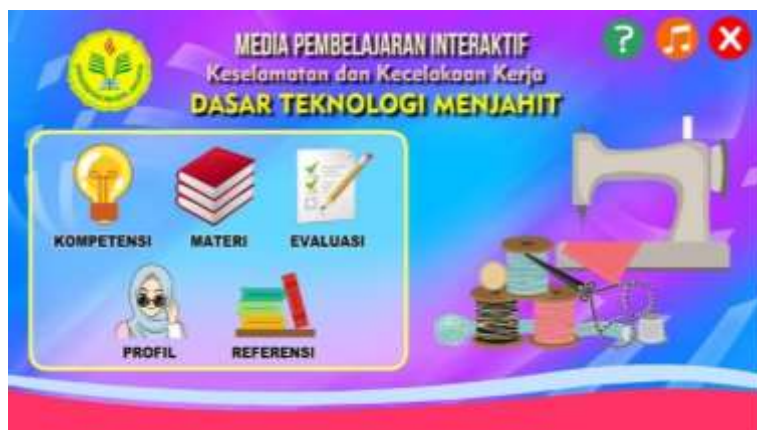 MEDIA PEMBELAJARAN INTERAKTIF
Keselamatan dan Kecelakaan Kerja
DASAR TEKNOLOGI MENJAHIT
?
KOMPETENSI
MATERI
EVALUASI
PROFIL
REFERENSI